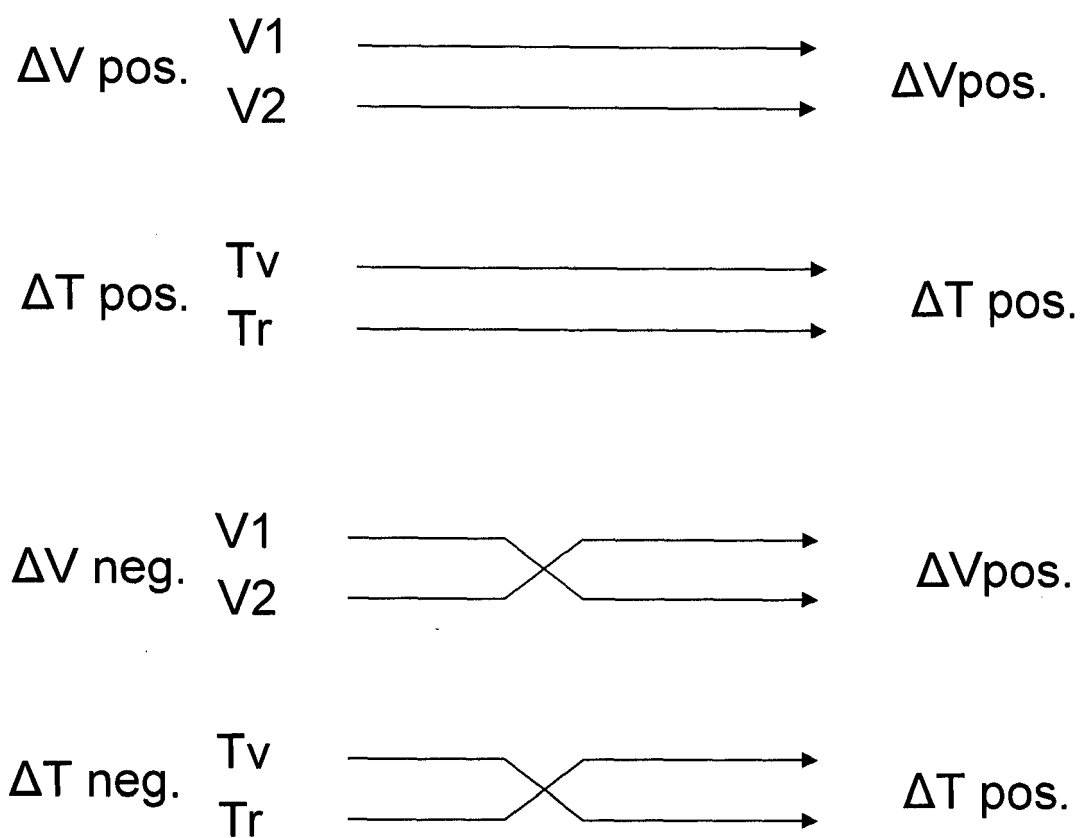 V1
ΔV pos.
ΔVpos.
V2
Tv
ΔT pos.
ΔT pos.
Tr
V1
ΔV neg.
ΔVpos.
V2
Tv
ΔT neg.
ΔT pos.
Tr